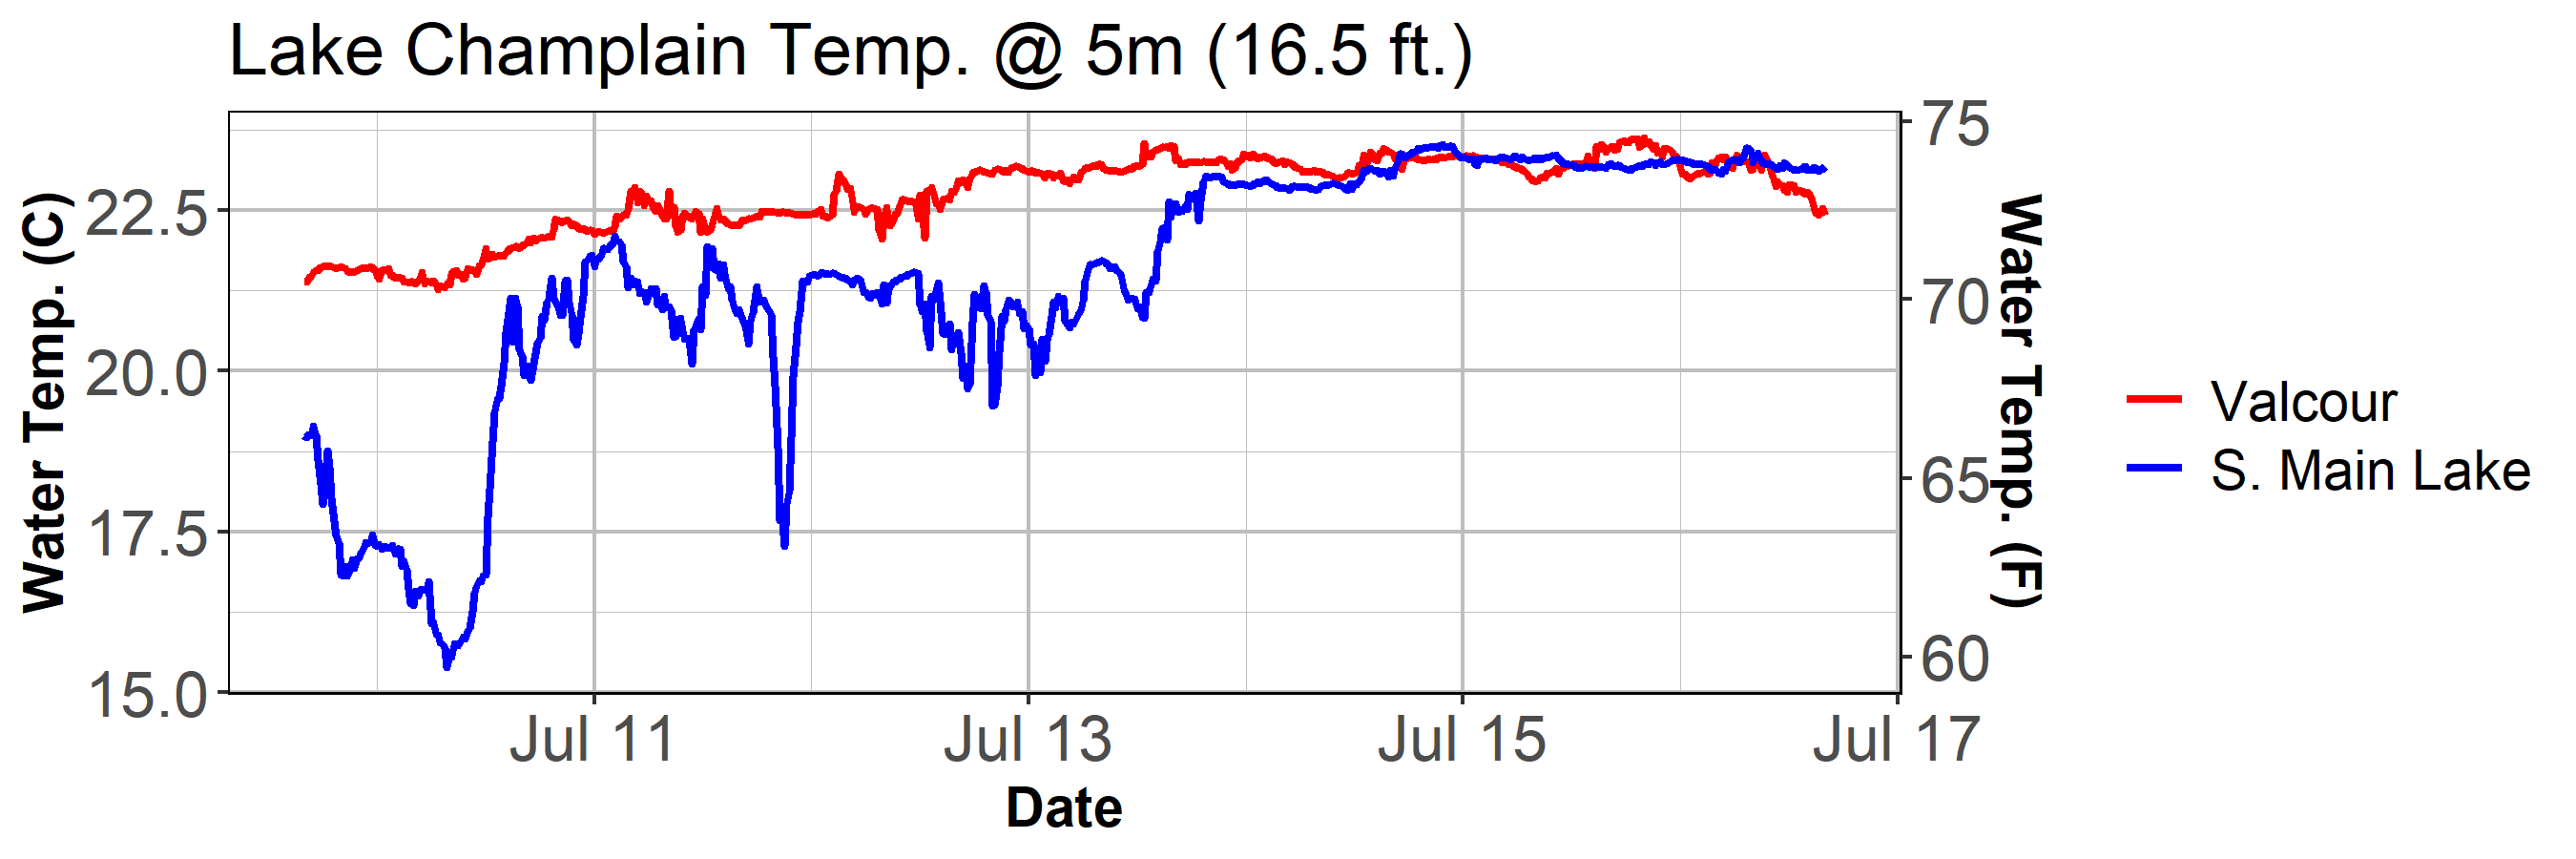 Lake Champlain Temp. @ 5m (16.5 ft.)
Water Temp. (C)
22.5
20.0
17.5
15.0
75
70
65
60
Water Temp. (F)
Jul 11
Jul 13
Jul 15
Jul 17
Date
Valcour
S. Main Lake